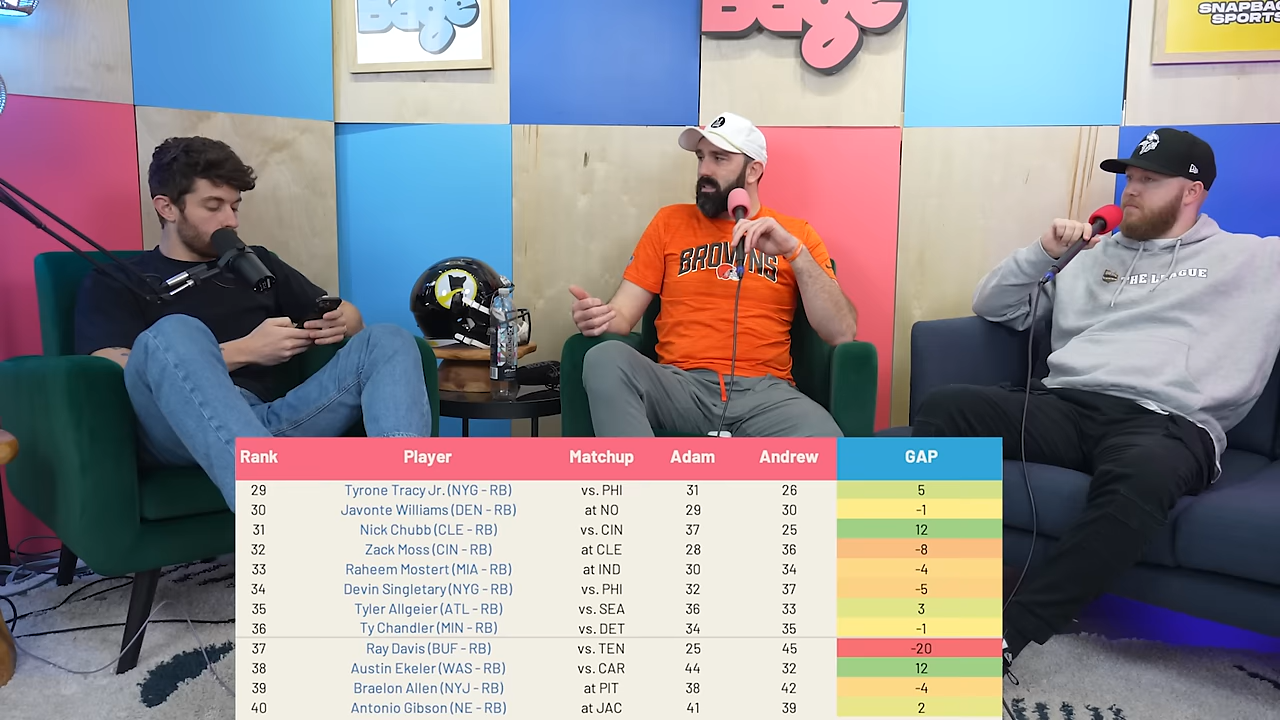 Bage
Bage
SNAPBACK
SPORTS
BROWNS
THE LEAGUE
Rank Player Matchup Adam Andrew GAP
29 Tyrone Tracy Jr. (NYG - RB) vs. PHI 31 26 5
30 Javonte Williams (DEN - RB) at NO 29 30 -1
31 Nick Chubb (CLE - RB) vs. CIN 37 25 12
32 Zack Moss (CIN - RB) at CLE 28 36 -8
33 Raheem Mostert (MIA - RB) at IND 30 34 -4
34 Devin Singletary (NYG - RB) vs. PHI 32 37 -5
35 Tyler Allgeier (ATL - RB) vs. SEA 36 33 3
36 Ty Chandler (MIN - RB) vs. DET 34 35 -1
37 Ray Davis (BUF - RB) vs. TEN 25 45 -20
38 Austin Ekeler (WAS - RB) vs. CAR 44 32 12
39 Braelon Allen (NYJ - RB) at PIT 38 42 -4
40 Antonio Gibson (NE - RB) at JAC 41 39 2